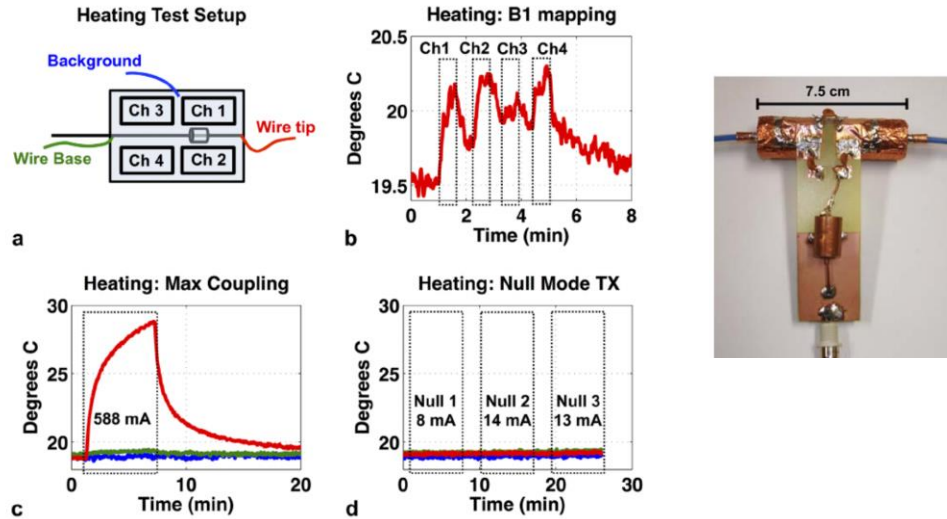 Heating Test Setup
Background
Ch 3
Ch 1
Wire tip
Wire Base
Ch 4
Ch 2
a
Heating: B1 mapping
Ch1
Ch2
Ch3
Ch4
Degrees C
20.5
20
19.5
0
2
4
6
8
Time (min)
b
7.5 cm
Heating: Max Coupling
Degrees C
30
25
20
588 mA
0
10
20
Time (min)
c
Heating: Null Mode TX
Degrees C
30
25
20
Null 1
8 mA
Null 2
14 mA
Null 3
13 mA
0
10
20
30
Time (min)
d